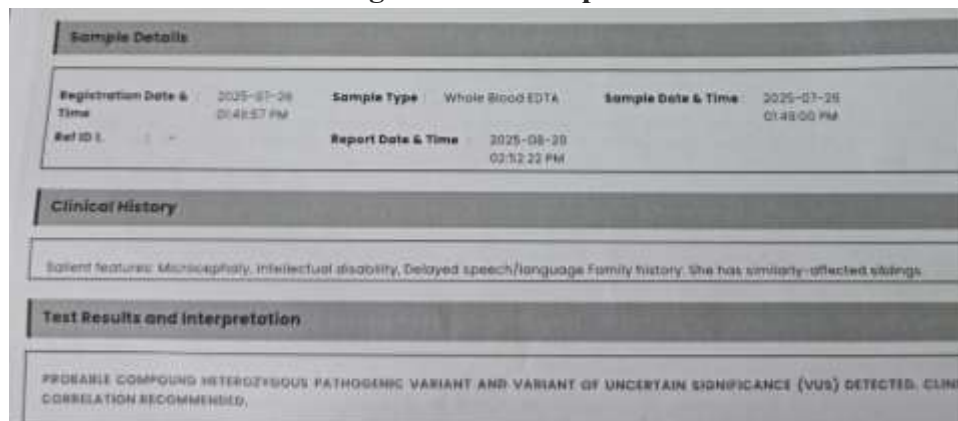 Sample Details
Registration Date & : 2025-07-28 Sample Type : Whole Blood EDTA Sample Date & Time : 2025-07-28
Time 01:48:57 PM 01:48:00 PM
Ref ID 1. : - Report Date & Time : 2025-08-29
02:52:22 PM
Clinical History
Salient features: Microcephaly, Intellectual disability, Delayed speech/language Family history: She has similarly-affected siblings
Test Results and Interpretation
PROBABLE COMPOUND HETEROZYGOUS PATHOGENIC VARIANT AND VARIANT OF UNCERTAIN SIGNIFICANCE (VUS) DETECTED. CLINI
CORRELATION RECOMMENDED.